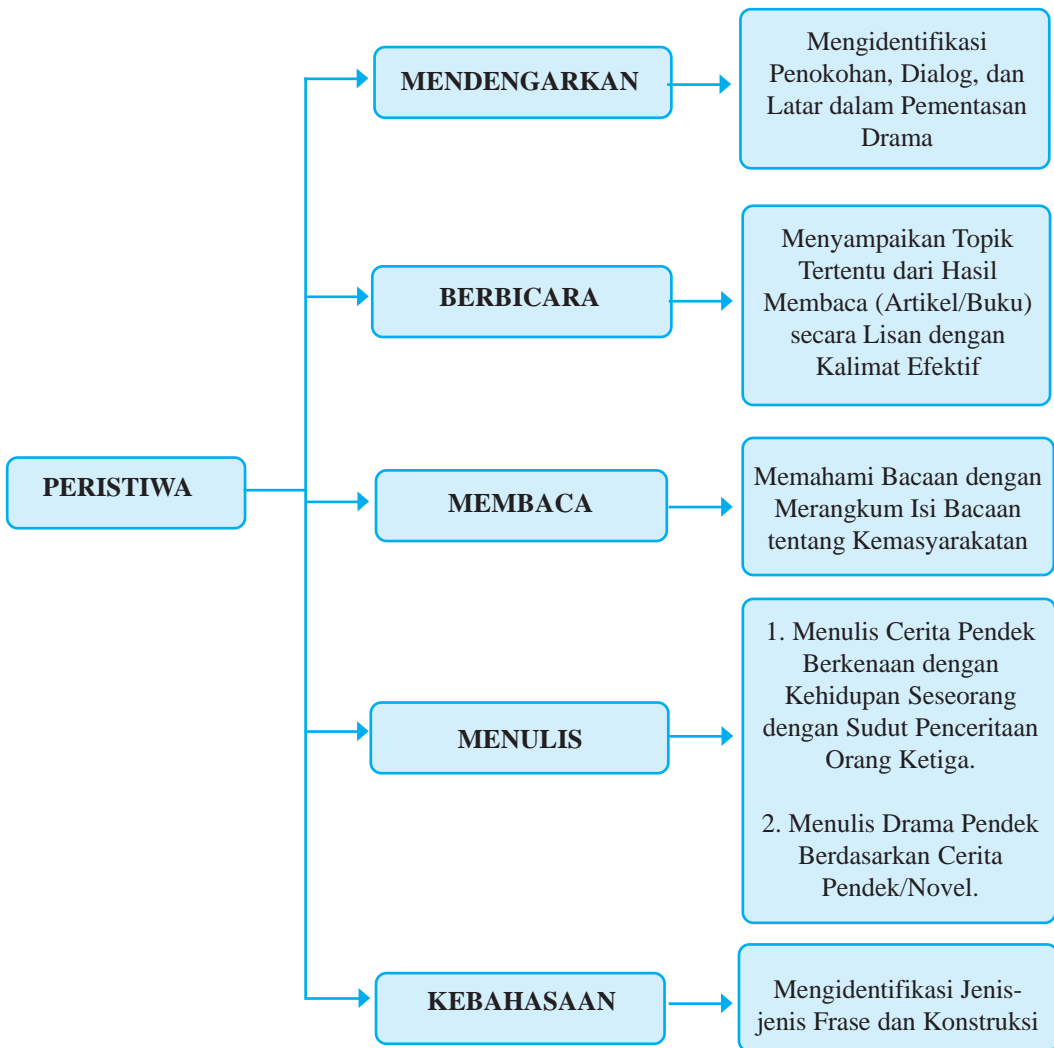 MENDENGARKAN
Mengidentifikasi
Penokohan, Dialog, dan
Latar dalam Pementasan
Drama
BERBICARA
Menyampaikan Topik
Tertentu dari Hasil
Membaca (Artikel/Buku)
secara Lisan dengan
Kalimat Efektif
PERISTIWA
MEMBACA
Memahami Bacaan dengan
Merangkum Isi Bacaan
tentang Kemasyarakatan
MENULIS
1. Menulis Cerita Pendek
Berkenaan dengan
Kehidupan Seseorang
dengan Sudut Penceritaan
Orang Ketiga.
2. Menulis Drama Pendek
Berdasarkan Cerita
Pendek/Novel.
KEBAHASAAN
Mengidentifikasi Jenis-
jenis Frase dan Konstruksi